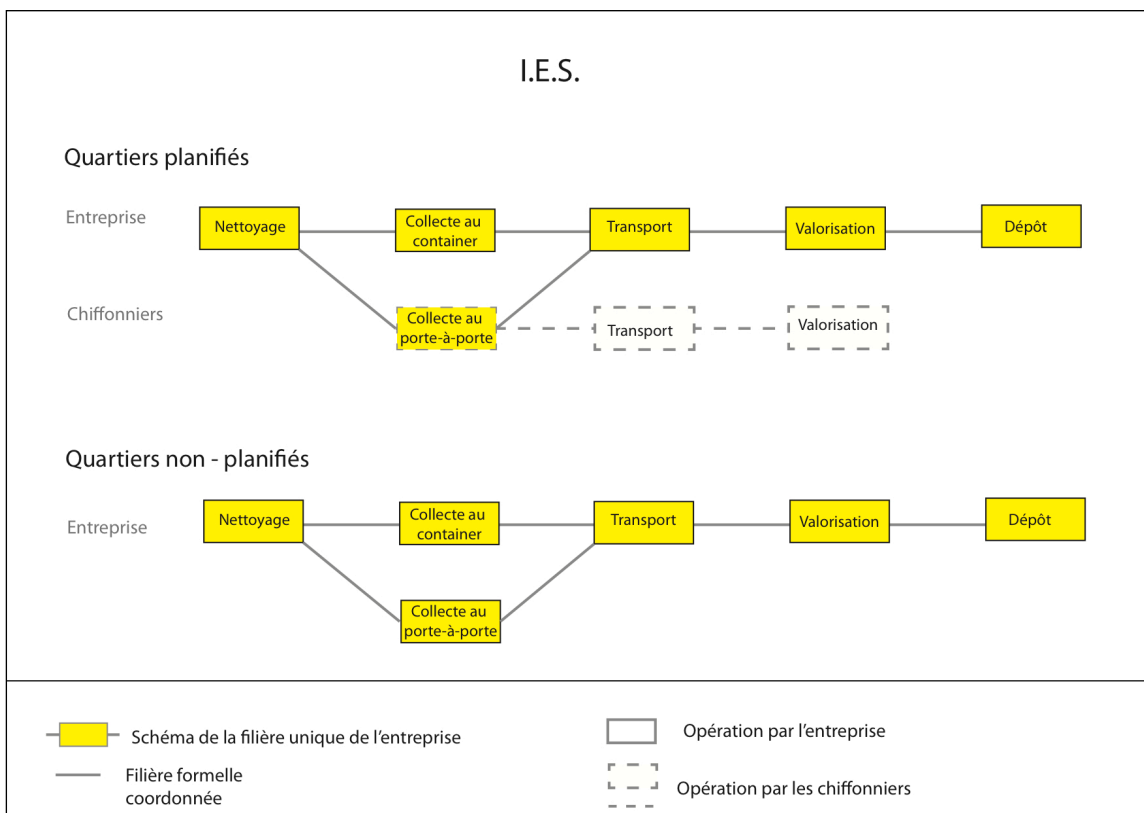 I.E.S.
Quartiers planifiés
Entreprise
Nettoyage
Collecte au
container
Transport
Valorisation
Dépôt
Chiffonniers
Collecte au
porte-à-porte
Transport
Valorisation
Quartiers non - planifiés
Entreprise
Nettoyage
Collecte au
container
Transport
Valorisation
Dépôt
Collecte au
porte-à-porte
Schéma de la filière unique de l'entreprise
Filière formelle
coordonnée
Opération par l'entreprise
Opération par les chiffonniers